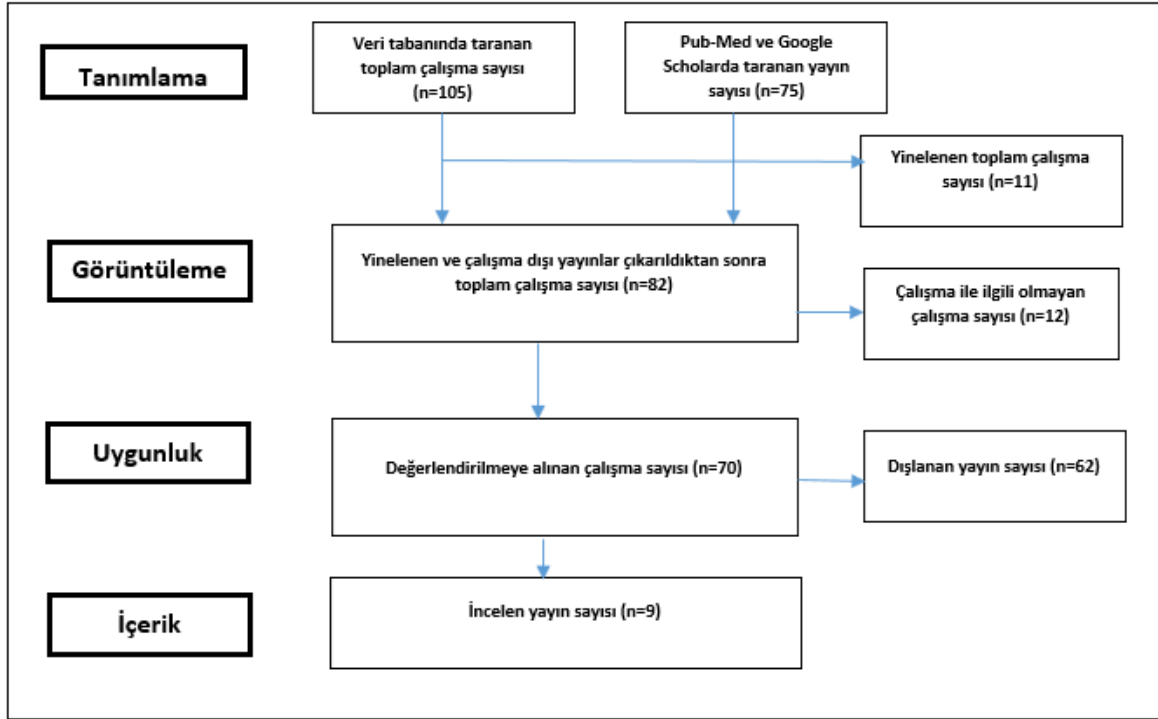 Tanımlama
Veri tabanında taranan
toplam çalışma sayısı
(n=105)
Pub-Med ve Google
Scholarda taranan yayın
sayısı (n=75)
Yinelenen toplam çalışma
sayısı (n=11)
Görüntüleme
Yinelenen ve çalışma dışı yayınlar çıkarıldıktan sonra
toplam çalışma sayısı (n=82)
Çalışma ile ilgili olmayan
çalışma sayısı (n=12)
Uygunluk
Değerlendirilmeye alınan çalışma sayısı (n=70)
Dışlanan yayın sayısı (n=62)
İçerik
İncelen yayın sayısı (n=9)